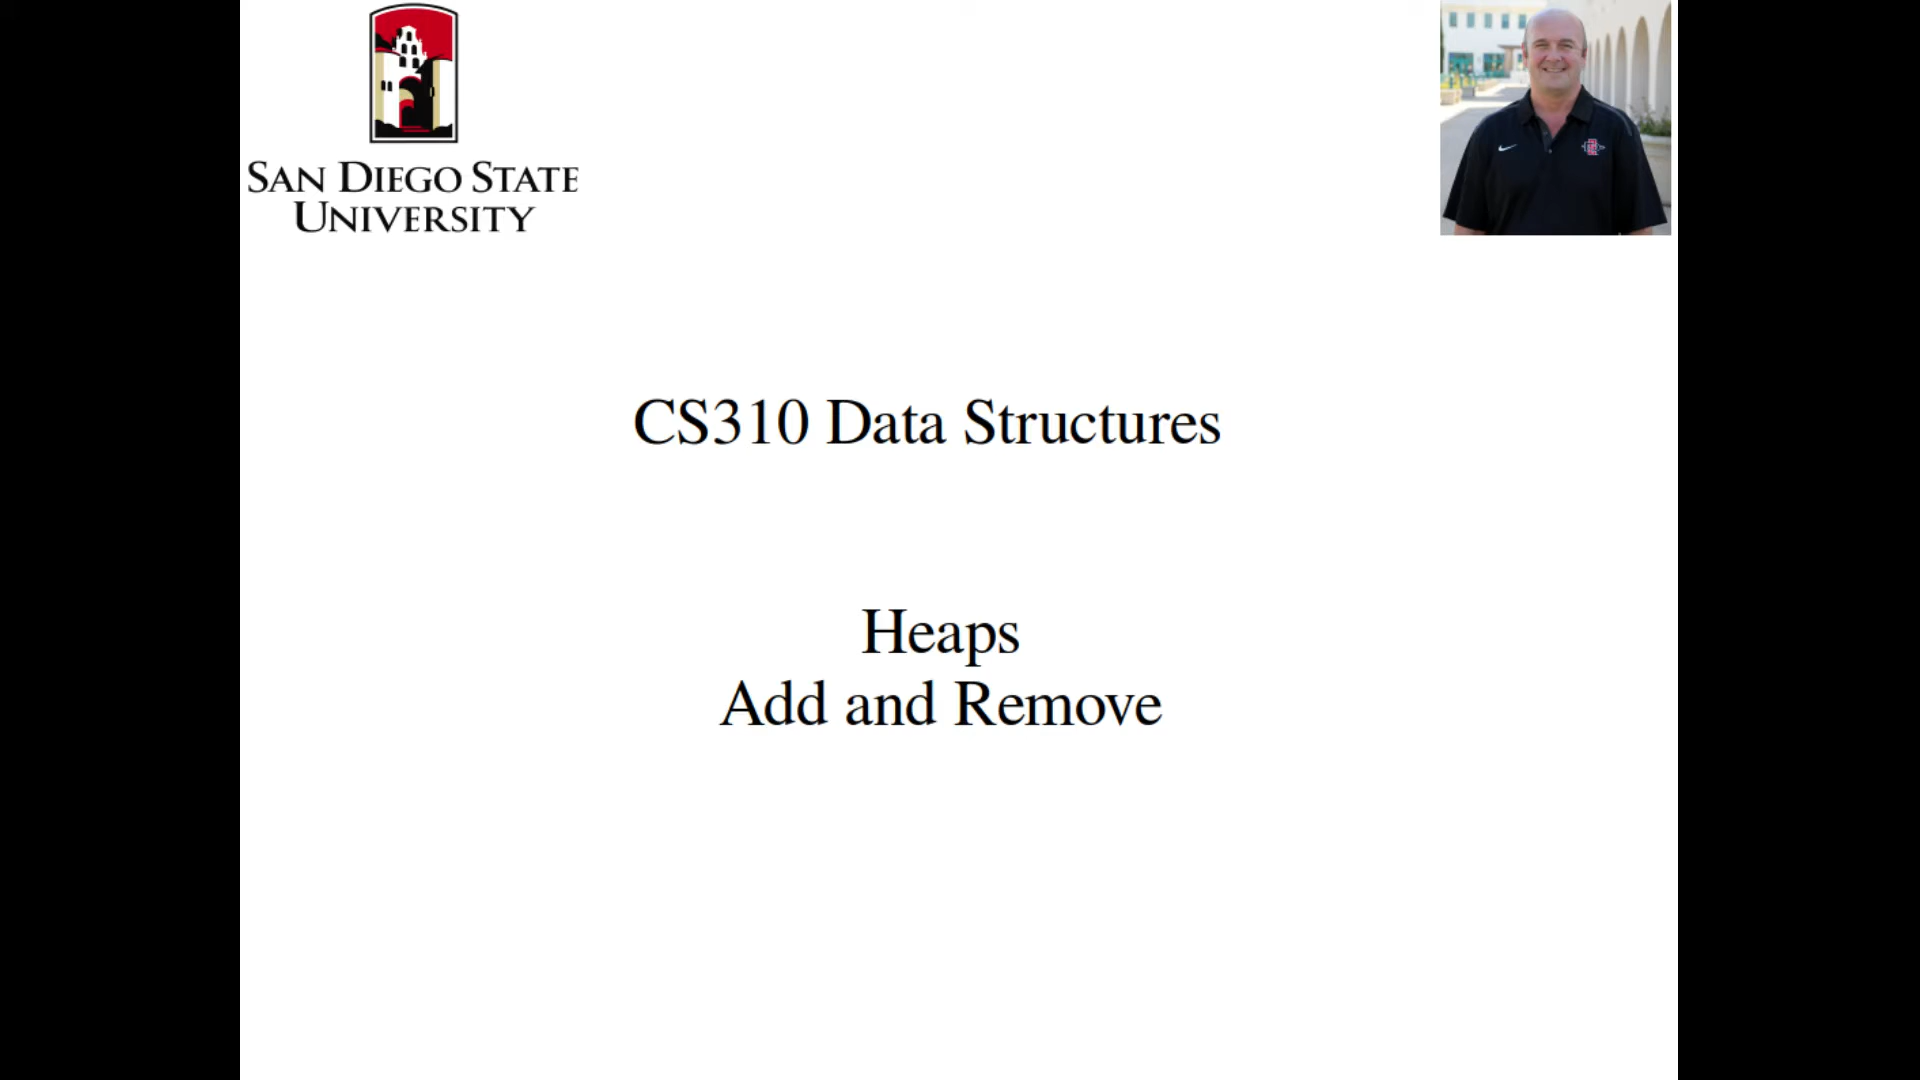 SAN DIEGO STATE
UNIVERSITY
CS310 Data Structures
Heaps
Add and Remove